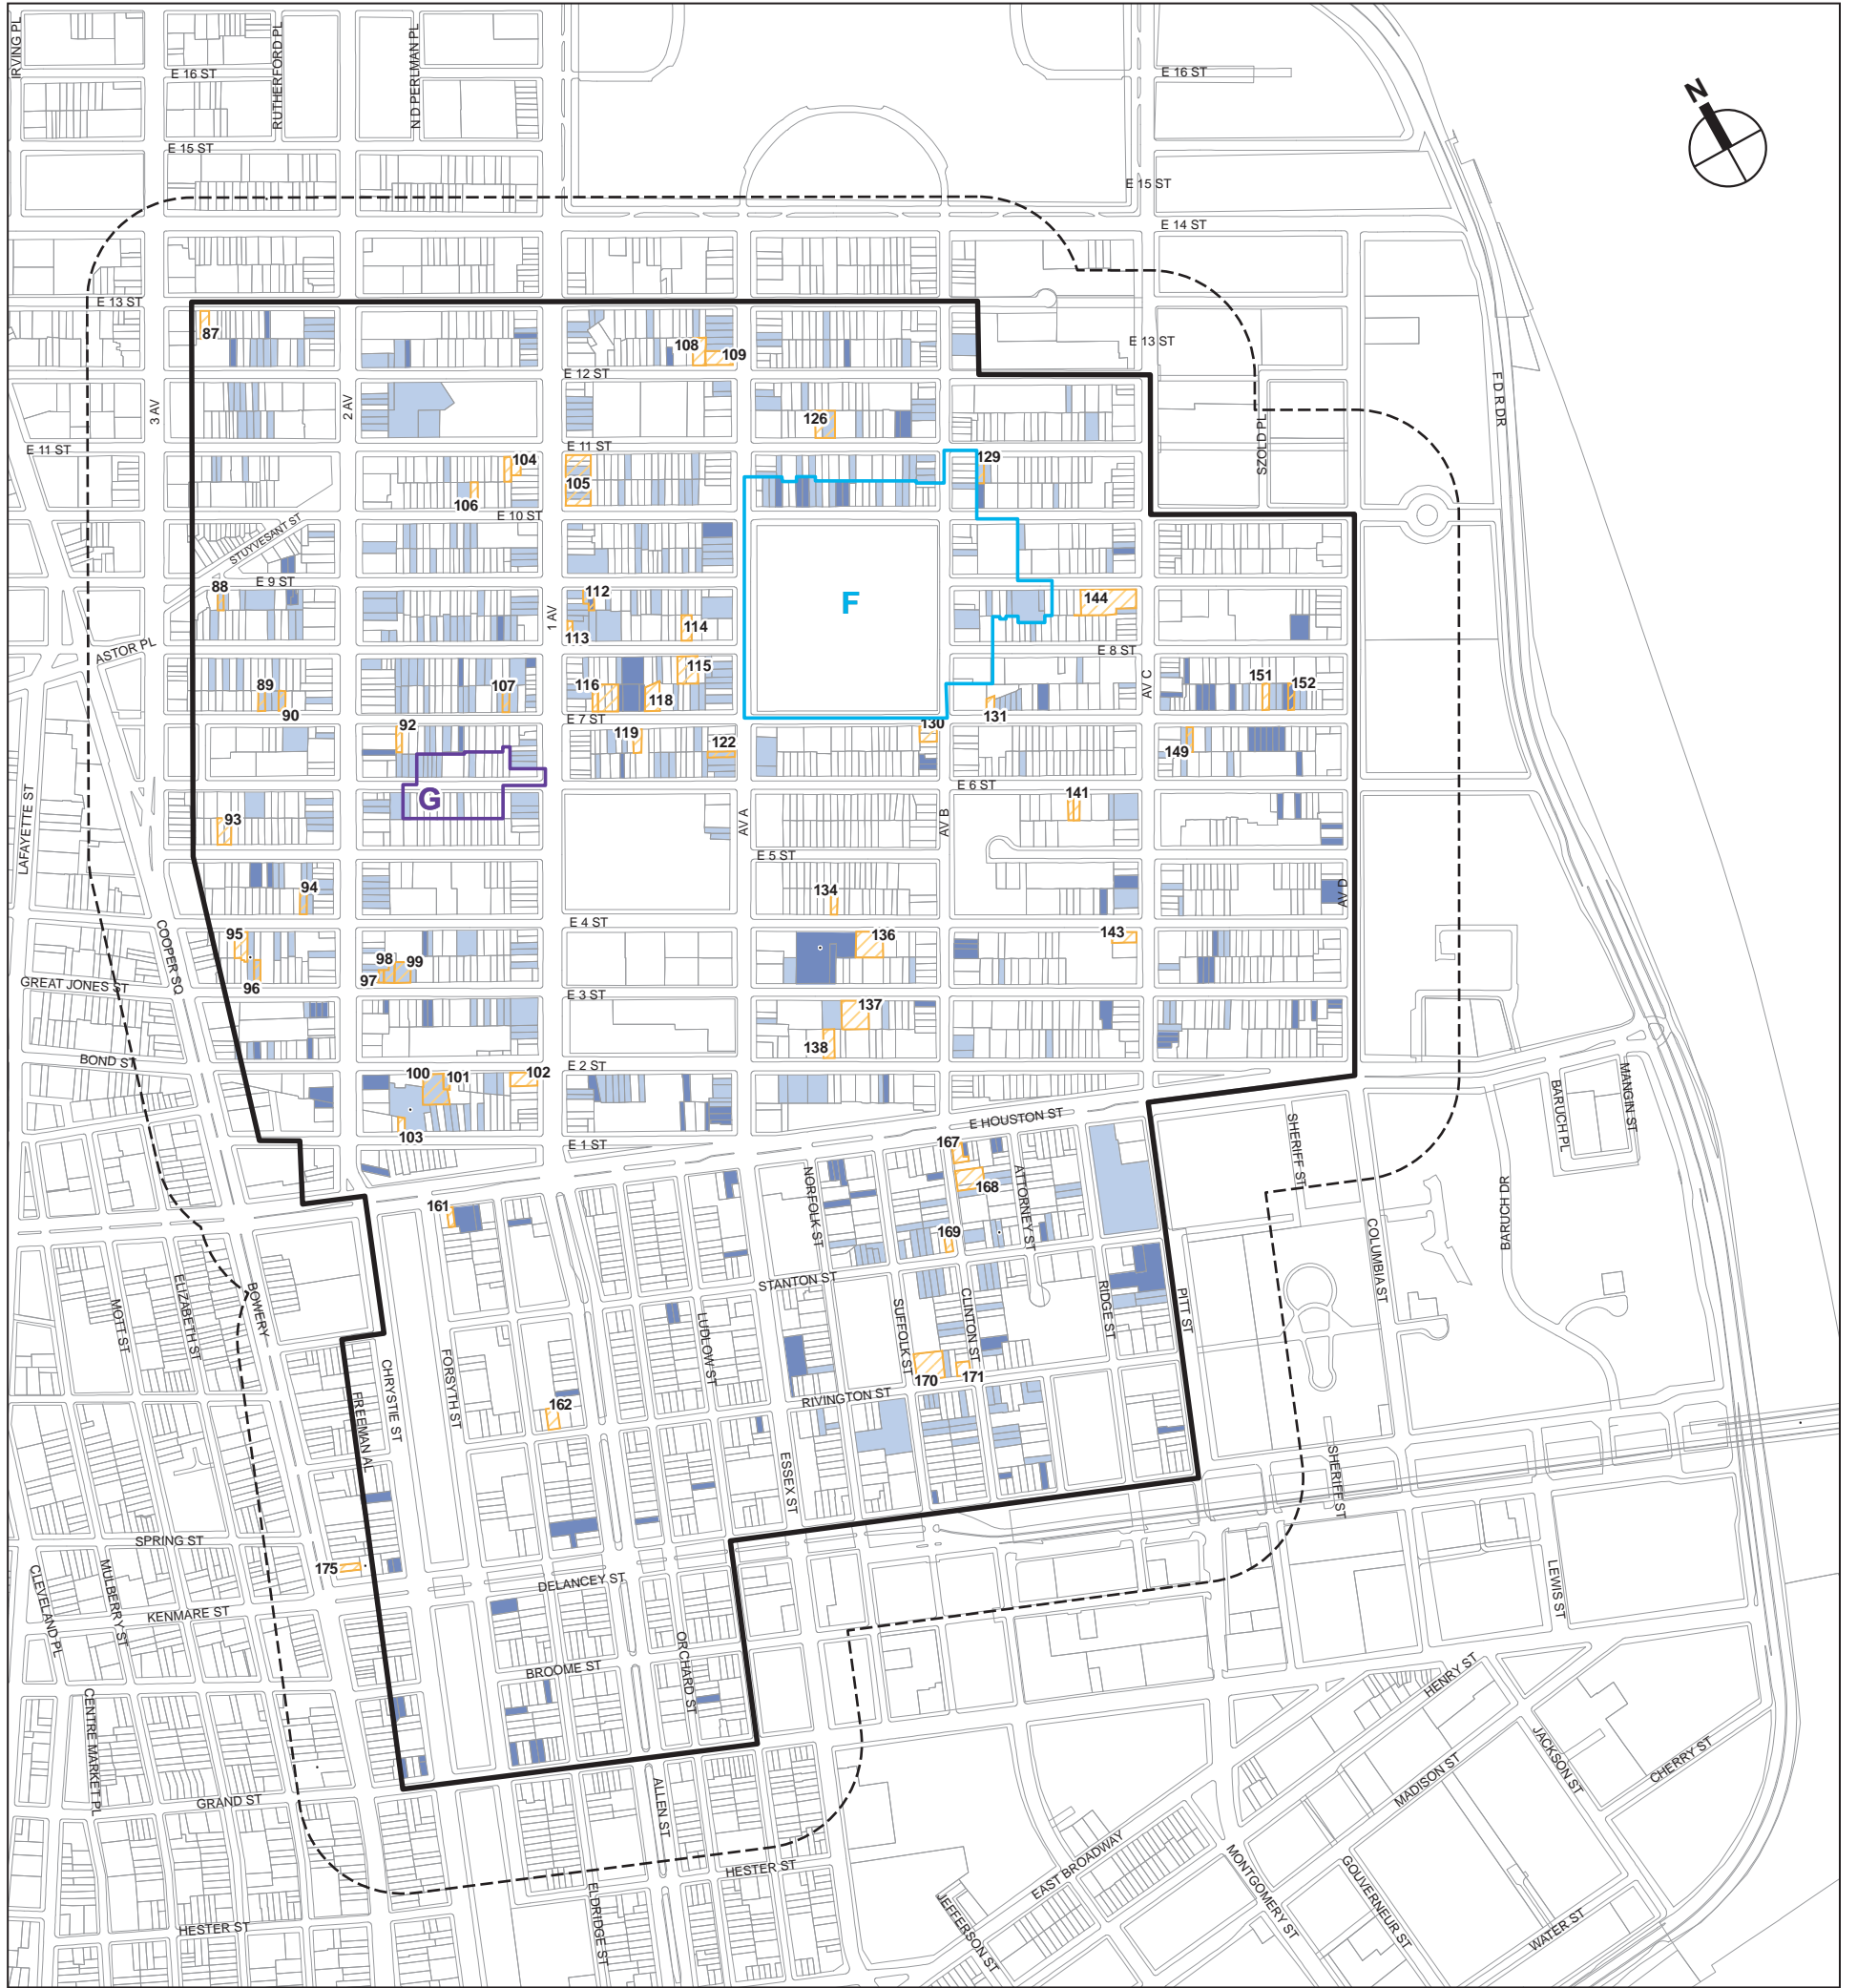 IRVING PL
RUTHERFORD PL
N D PERLMAN PL
E 16 ST
E 16 ST
N
E 15 ST
E 15 ST
E 14 ST
E 13 ST
87
108
109
E 13 ST
E 12 ST
F D R DR
3 AV
2 AV
126
SZOLD PL
E 11 ST
E 11 ST
104
105
129
106
E 10 ST
STUYVESANT ST
E 9 ST
88
112
F
144
1 AV
113
114
ASTOR PL
E 8 ST
115
89
107
116
118
AV C
151
152
90
131
E 7 ST
92
119
122
130
149
G
E 6 ST
141
93
LAFAYETTE ST
AV A
AV B
E 5 ST
94
134
AV D
COOPER SQ
E 4 ST
95
136
143
98
99
97
96
GREAT JONES ST
E 3 ST
137
138
BOND ST
E 2 ST
100
101
102
BARUCH PL
MANGIN ST
103
E HOUSTON ST
E 1 ST
167
SHERIFF ST
168
NORFOLK ST
ATTORNEY ST
161
169
BARUCH DR
COLUMBIA ST
STANTON ST
MOTT ST
ELIZABETH ST
BOWERY
SUFFOLK ST
CLINTON ST
RIDGE ST
PITT ST
LUDLOW ST
CHRYSTIE ST
FORSYTH ST
170
171
RIVINGTON ST
162
FREEMAN AL
ESSEX ST
SHERIFF ST
SPRING ST
175
CLEVELAND PL
MULBERRY ST
DELANCEY ST
KENMARE ST
LEWIS ST
ORCHARD ST
BROOME ST
HENRY ST
CENTRE MARKET PL
JACKSON ST
CHERRY ST
MADISON ST
GRAND ST
ALLEN ST
EAST BROADWAY
HESTER ST
MONTGOMERY ST
GOUVERNEUR ST
ELDRIDGE ST
JEFFERSON ST
WATER ST
HESTER ST